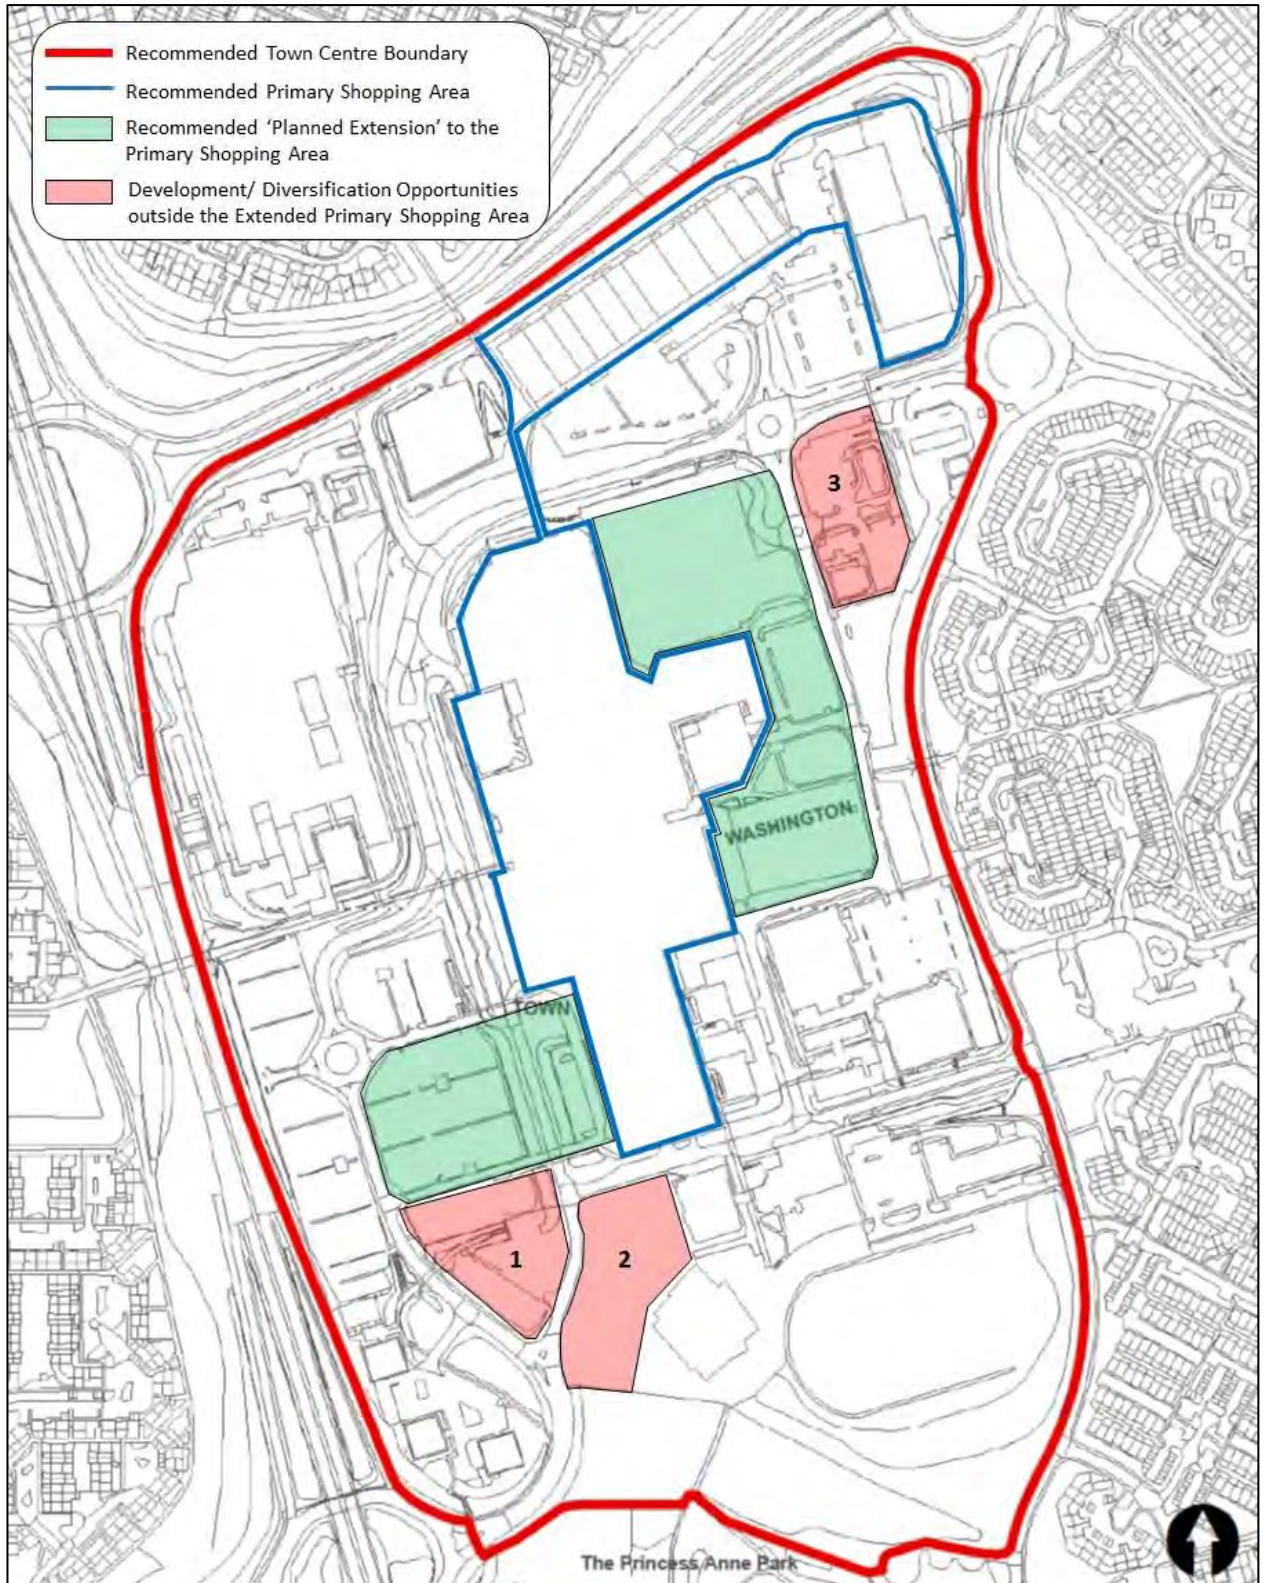 Recommended Town Centre Boundary
Recommended Primary Shopping Area
Recommended ‘Planned Extension’ to the
Primary Shopping Area
Development/ Diversification Opportunities
outside the Extended Primary Shopping Area
3
WASHINGTON
TOWN
1
2
The Princess Anne Park